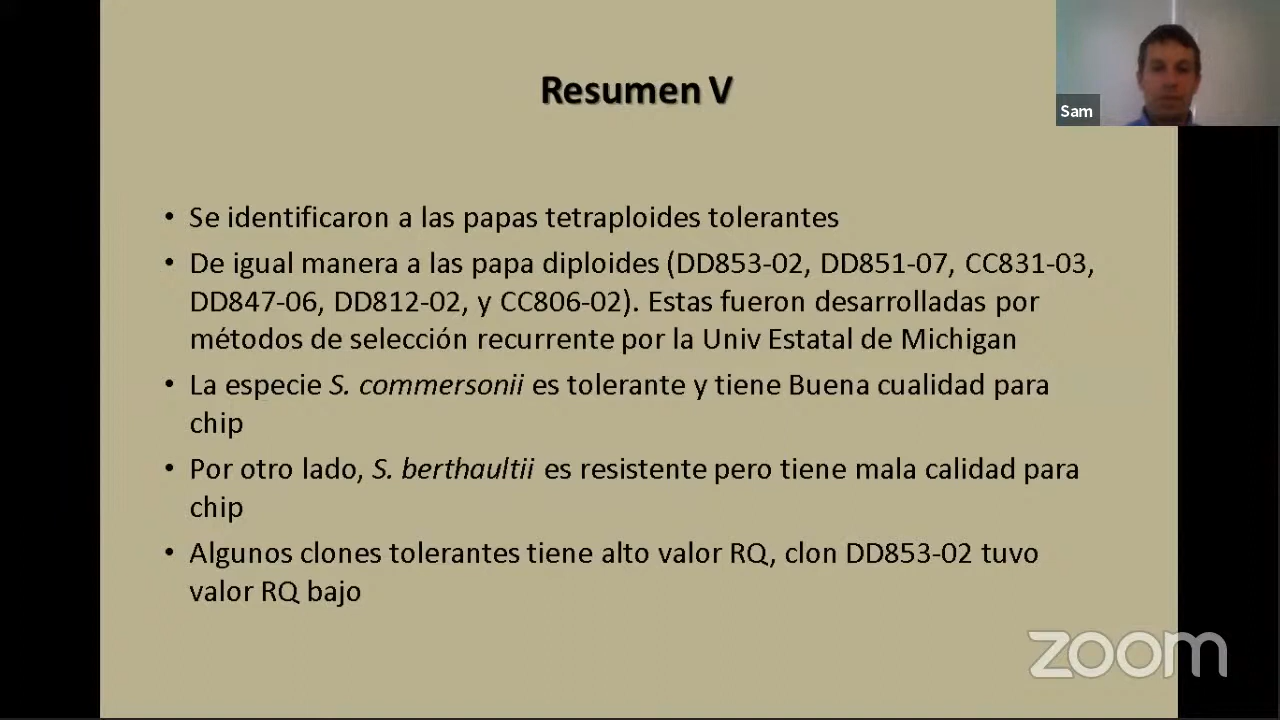 Resumen V
Sam
• Se identificaron a las papas tetraploides tolerantes
• De igual manera a las papa diploides (DD853-02, DD851-07, CC831-03,
DD847-06, DD812-02, y CC806-02). Estas fueron desarrolladas por
métodos de selección recurrente por la Univ Estatal de Michigan
• La especie S. commersonii es tolerante y tiene Buena cualidad para
chip
• Por otro lado, S. berthaultii es resistente pero tiene mala calidad para
chip
• Algunos clones tolerantes tiene alto valor RQ, clon DD853-02 tuvo
valor RQ bajo
zoom